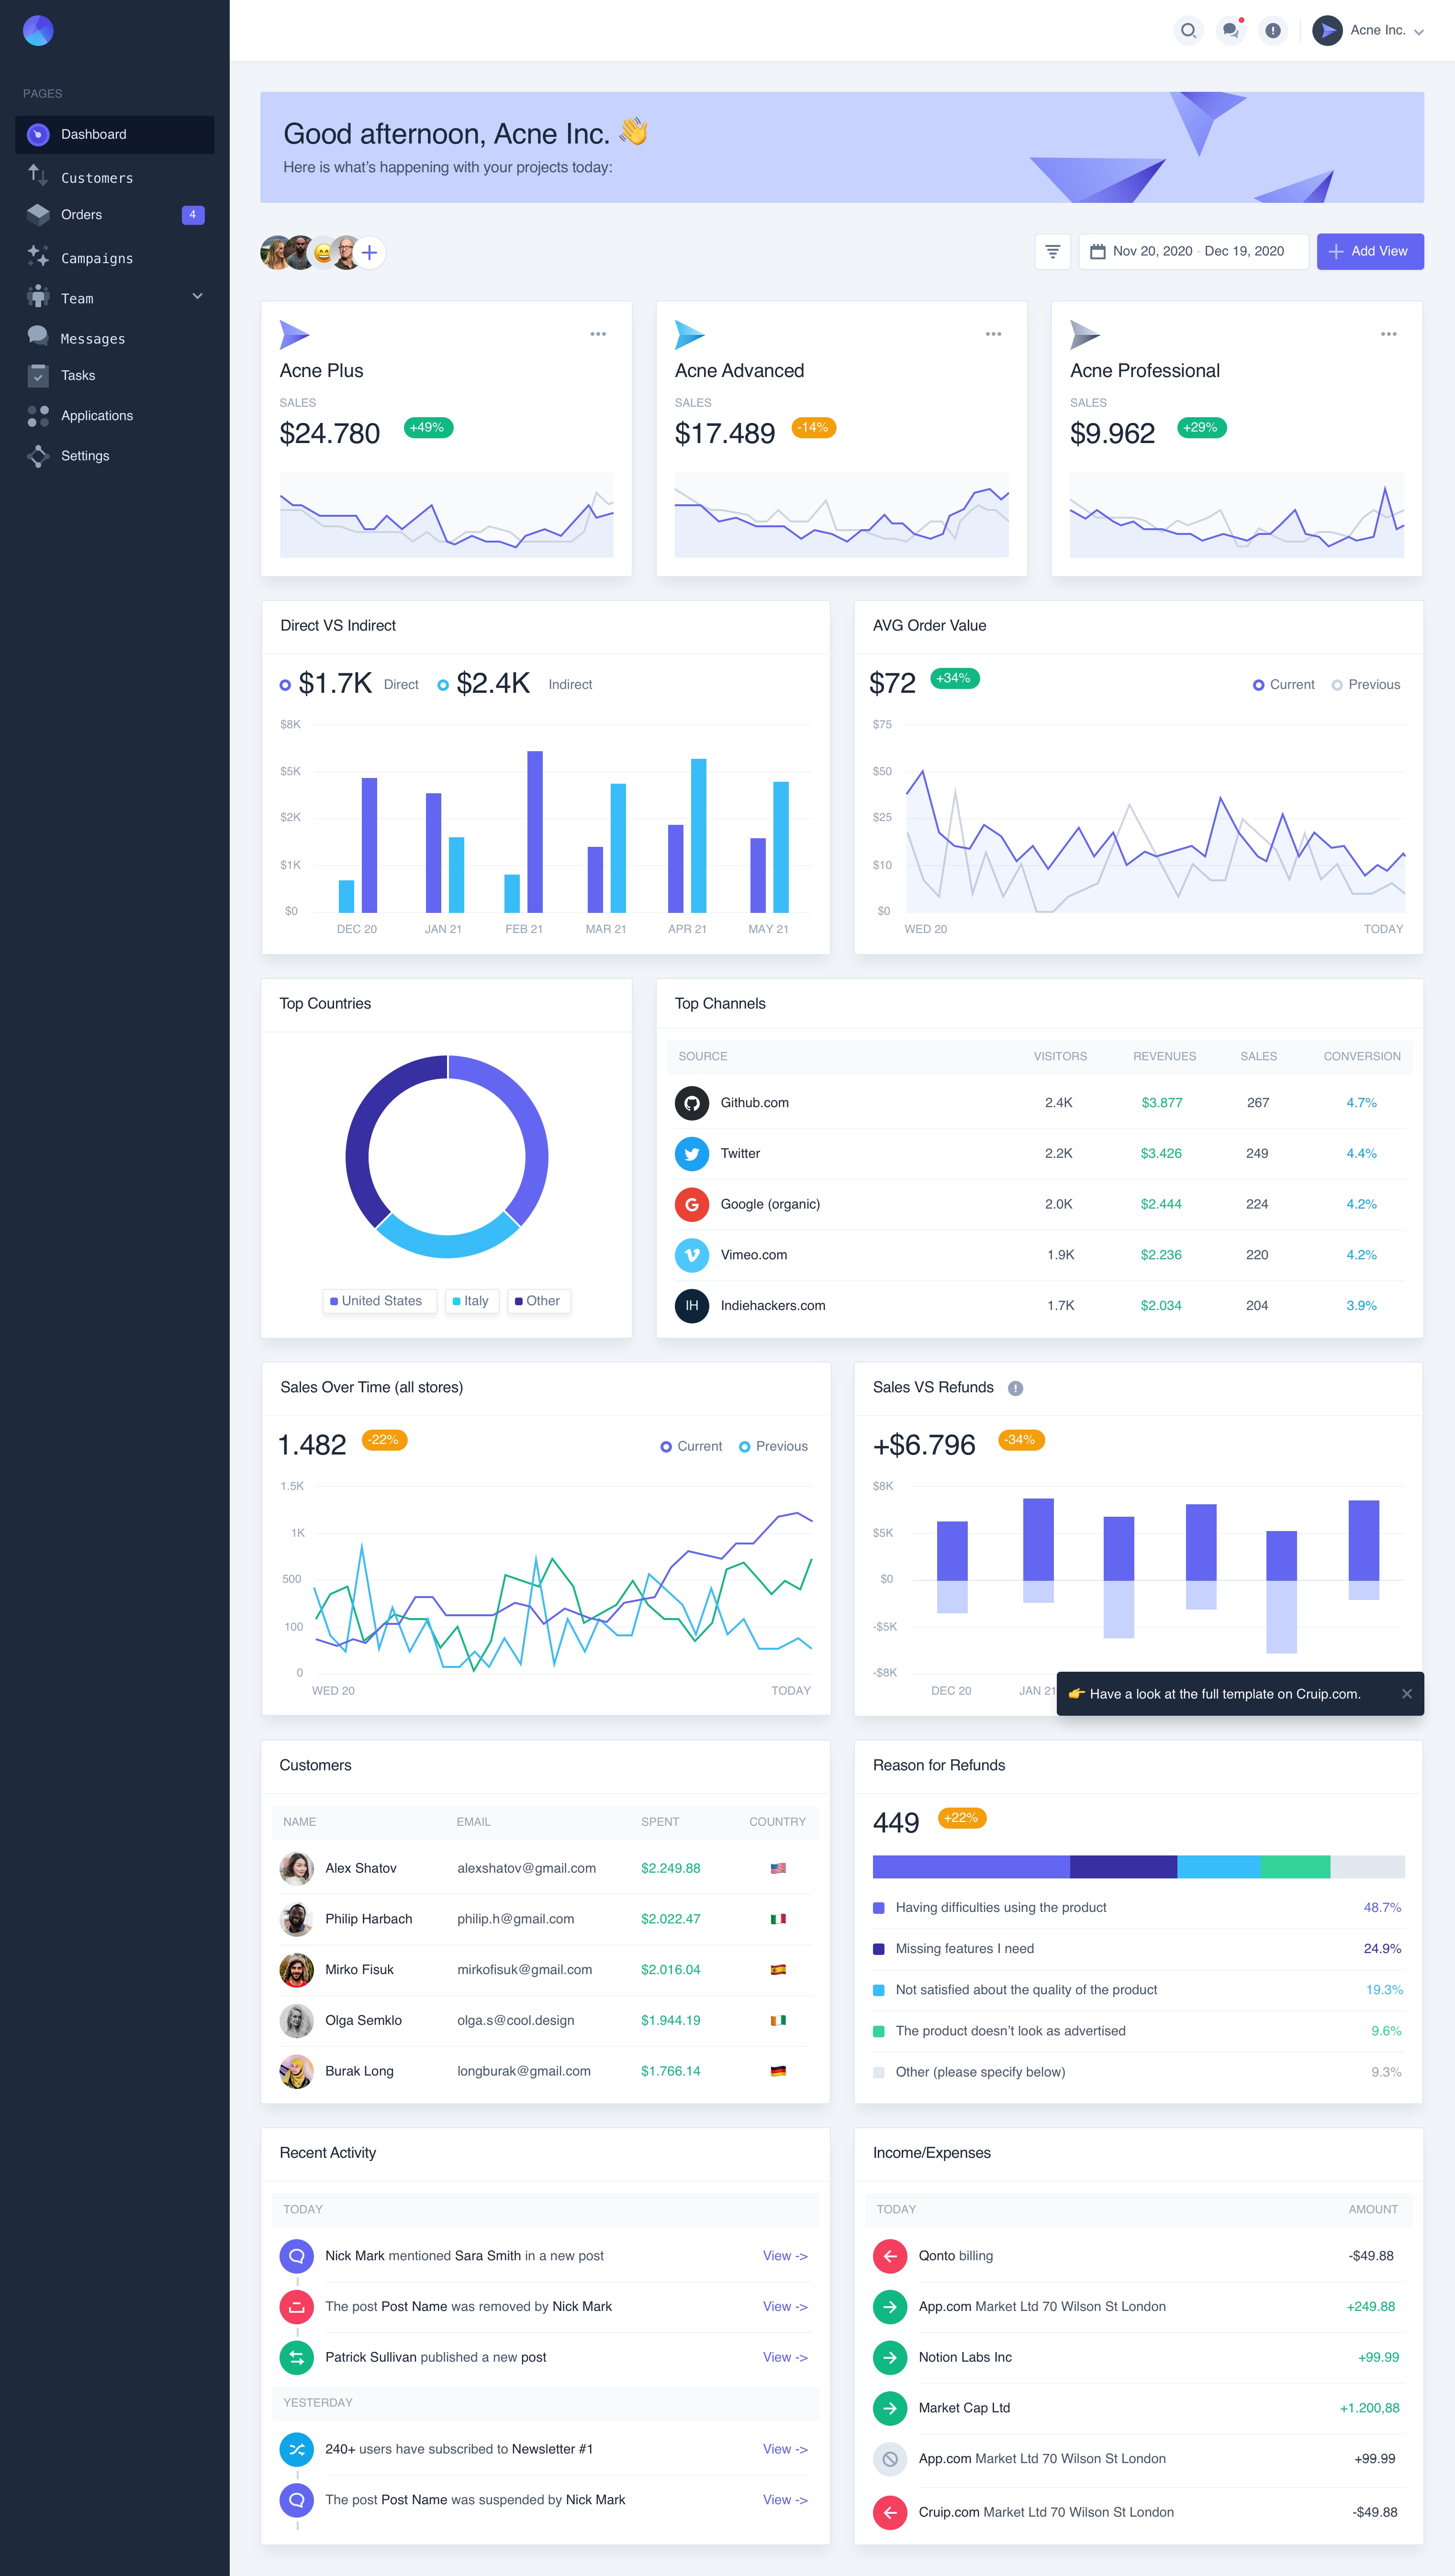 Acne Inc.
PAGES
Dashboard
Customers
Orders 4
Campaigns
Team
Messages
Tasks
Applications
Settings
Good afternoon, Acne Inc. 👋
Here is what's happening with your projects today:
Nov 20, 2020 - Dec 19, 2020
Add View
Acne Plus
SALES
$24.780 +49%
Acne Advanced
SALES
$17.489 -14%
Acne Professional
SALES
$9.962 +29%
Direct VS Indirect
$1.7K Direct $2.4K Indirect
$8K
$5K
$2K
$1K
$0
DEC 20 JAN 21 FEB 21 MAR 21 APR 21 MAY 21
AVG Order Value
$72 +34% Current Previous
$75
$50
$25
$10
$0
WED 20 TODAY
Top Countries
United States Italy Other
Top Channels
SOURCE VISITORS REVENUES SALES CONVERSION
Github.com 2.4K $3.877 267 4.7%
Twitter 2.2K $3.426 249 4.4%
Google (organic) 2.0K $2.444 224 4.2%
Vimeo.com 1.9K $2.236 220 4.2%
IH Indiehackers.com 1.7K $2.034 204 3.9%
Sales Over Time (all stores)
1.482 -22% Current Previous
1.5K
1K
500
100
0
WED 20 TODAY
Sales VS Refunds
+$6.796 -34%
$8K
$5K
$0
-$5K
-$8K
DEC 20 JAN 21
👉 Have a look at the full template on Cruip.com.
Customers
NAME EMAIL SPENT COUNTRY
Alex Shatov alexshatov@gmail.com $2.249.88
Philip Harbach philip.h@gmail.com $2.022.47
Mirko Fisuk mirkofisuk@gmail.com $2.016.04
Olga Semklo olga.s@cool.design $1.944.19
Burak Long longburak@gmail.com $1.766.14
Reason for Refunds
449 +22%
Having difficulties using the product 48.7%
Missing features I need 24.9%
Not satisfied about the quality of the product 19.3%
The product doesn't look as advertised 9.6%
Other (please specify below) 9.3%
Recent Activity
TODAY
Nick Mark mentioned Sara Smith in a new post View ->
The post Post Name was removed by Nick Mark View ->
Patrick Sullivan published a new post View ->
YESTERDAY
240+ users have subscribed to Newsletter #1 View ->
The post Post Name was suspended by Nick Mark View ->
Income/Expenses
TODAY AMOUNT
Qonto billing -$49.88
App.com Market Ltd 70 Wilson St London +249.88
Notion Labs Inc +99.99
Market Cap Ltd +1.200,88
App.com Market Ltd 70 Wilson St London +99.99
Cruip.com Market Ltd 70 Wilson St London -$49.88